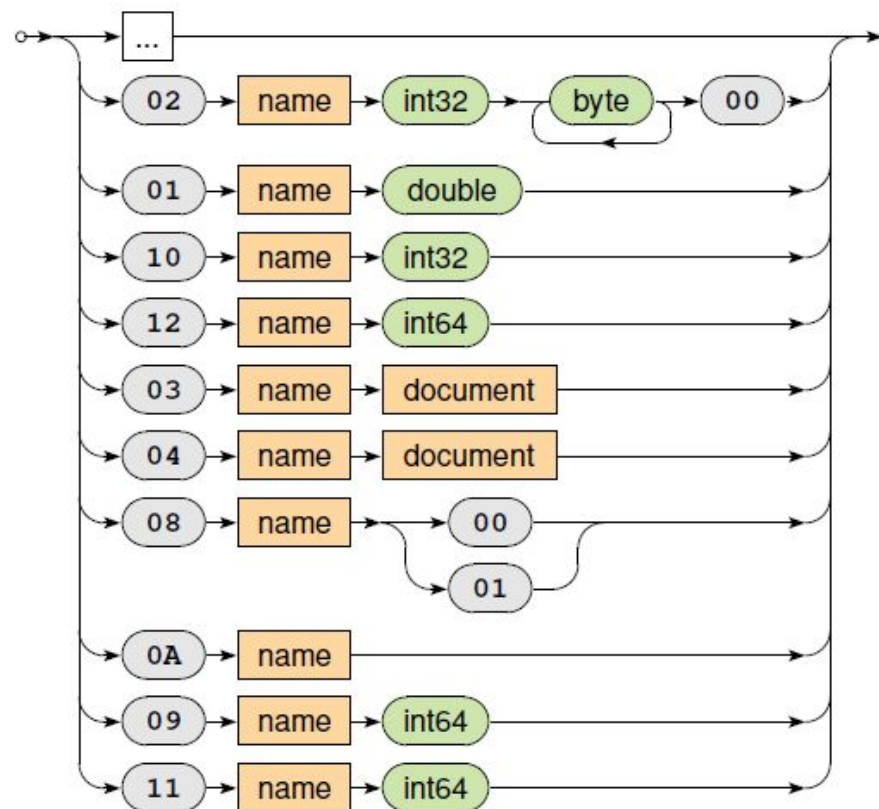 ...
02 name int32 byte 00
01 name double
10 name int32
12 name int64
03 name document
04 name document
08 name 00
01
0A name
09 name int64
11 name int64